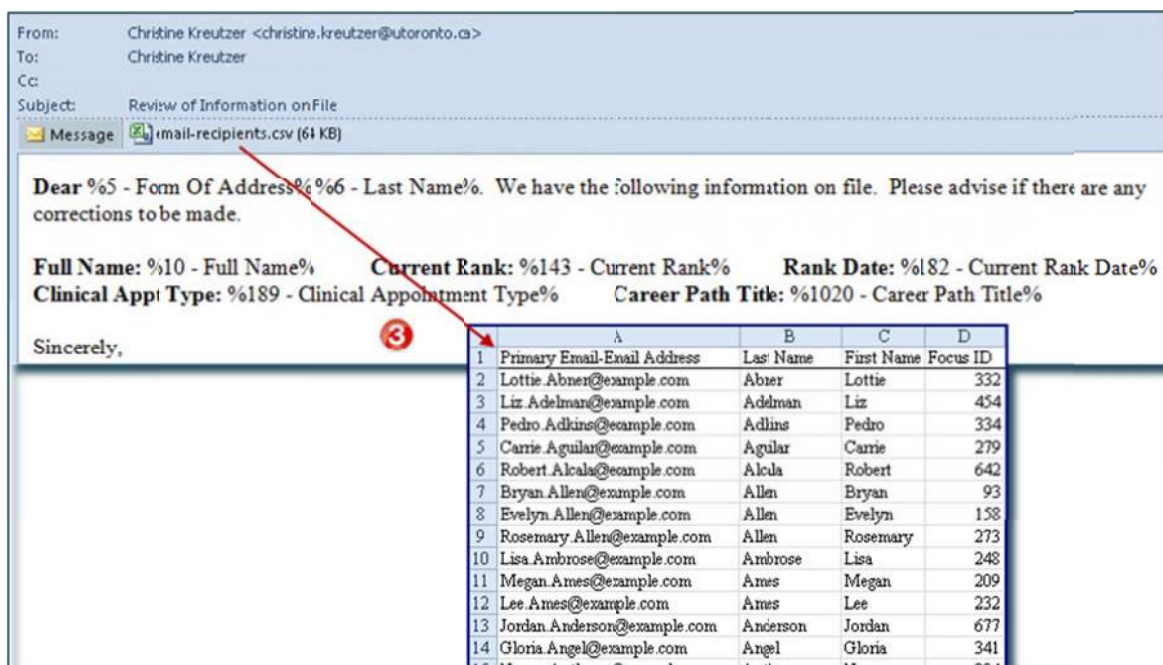 From: Christine Kreutzer <christine.kreutzer@utoronto.ca>
To: Christine Kreutzer
Cc:
Subject: Review of Information on File
Message email-recipients.csv (61 KB)
Dear %5 - Form Of Address% %6 - Last Name%. We have the following information on file. Please advise if there are any
corrections to be made.
Full Name: %10 - Full Name% Current Rank: %143 - Current Rank% Rank Date: %182 - Current Rank Date%
Clinical Appt Type: %189 - Clinical Appointment Type% Career Path Title: %1020 - Career Path Title%
Sincerely,
3
A B C D
1 Primary Email-Email Address Last Name First Name Focus ID
2 Lottie.Abner@example.com Abner Lottie 332
3 Liz.Adelman@example.com Adelman Liz 454
4 Pedro.Adkins@example.com Adkins Pedro 334
5 Carrie.Aguilar@example.com Aguilar Carrie 279
6 Robert.Alcala@example.com Alcala Robert 642
7 Bryan.Allen@example.com Allen Bryan 93
8 Evelyn.Allen@example.com Allen Evelyn 158
9 Rosemary.Allen@example.com Allen Rosemary 273
10 Lisa.Ambrose@example.com Ambrose Lisa 248
11 Megan.Ames@example.com Ames Megan 209
12 Lee.Ames@example.com Ames Lee 232
13 Jordan.Anderson@example.com Anderson Jordan 677
14 Gloria.Angel@example.com Angel Gloria 341